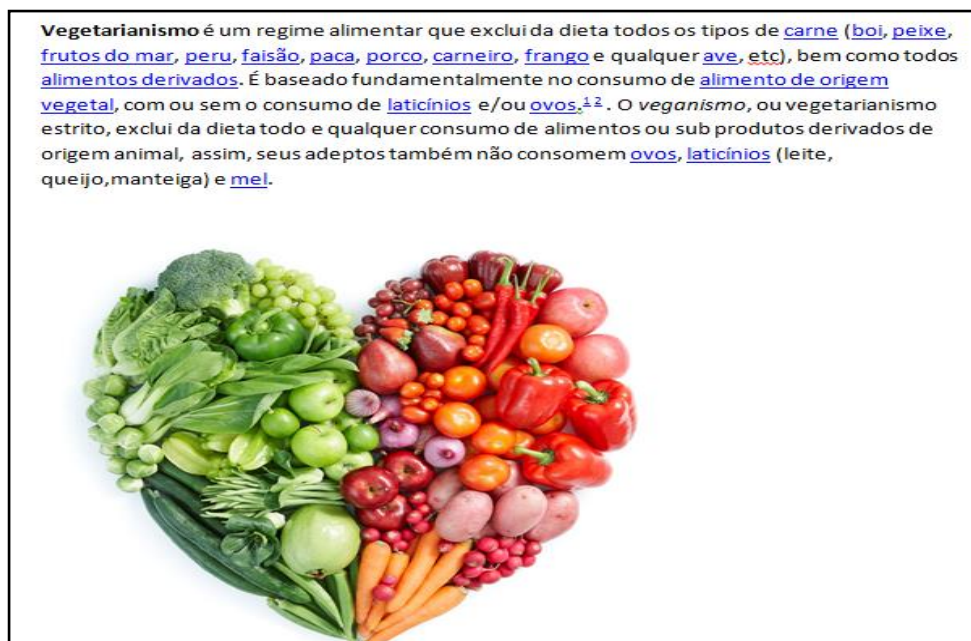 Vegetarianismo é um regime alimentar que exclui da dieta todos os tipos de carne (boi, peixe,
frutos do mar, peru, faisão, paca, porco, carneiro, frango e qualquer ave, etc), bem como todos
alimentos derivados. É baseado fundamentalmente no consumo de alimento de origem
vegetal, com ou sem o consumo de laticínios e/ou ovos.¹ ² . O veganismo, ou vegetarianismo
estrito, exclui da dieta todo e qualquer consumo de alimentos ou sub produtos derivados de
origem animal, assim, seus adeptos também não consomem ovos, laticínios (leite,
queijo,manteiga) e mel.